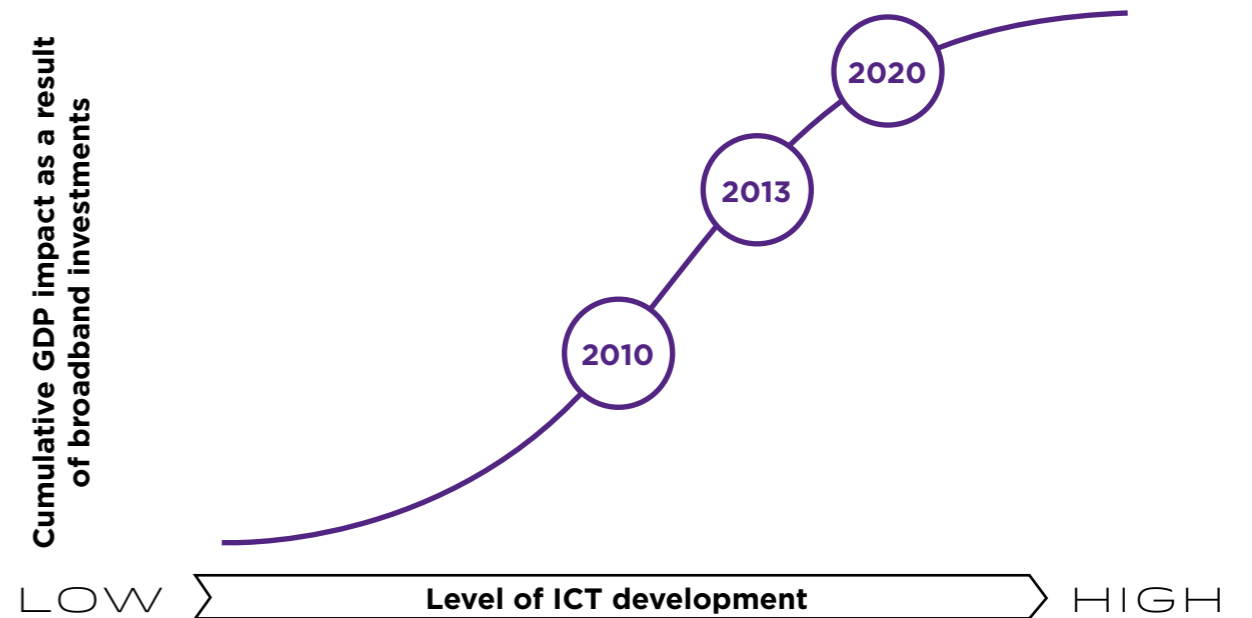 Cumulative GDP impact as a result
of broadband investments
2020
2013
2010
LOW
Level of ICT development
HIGH